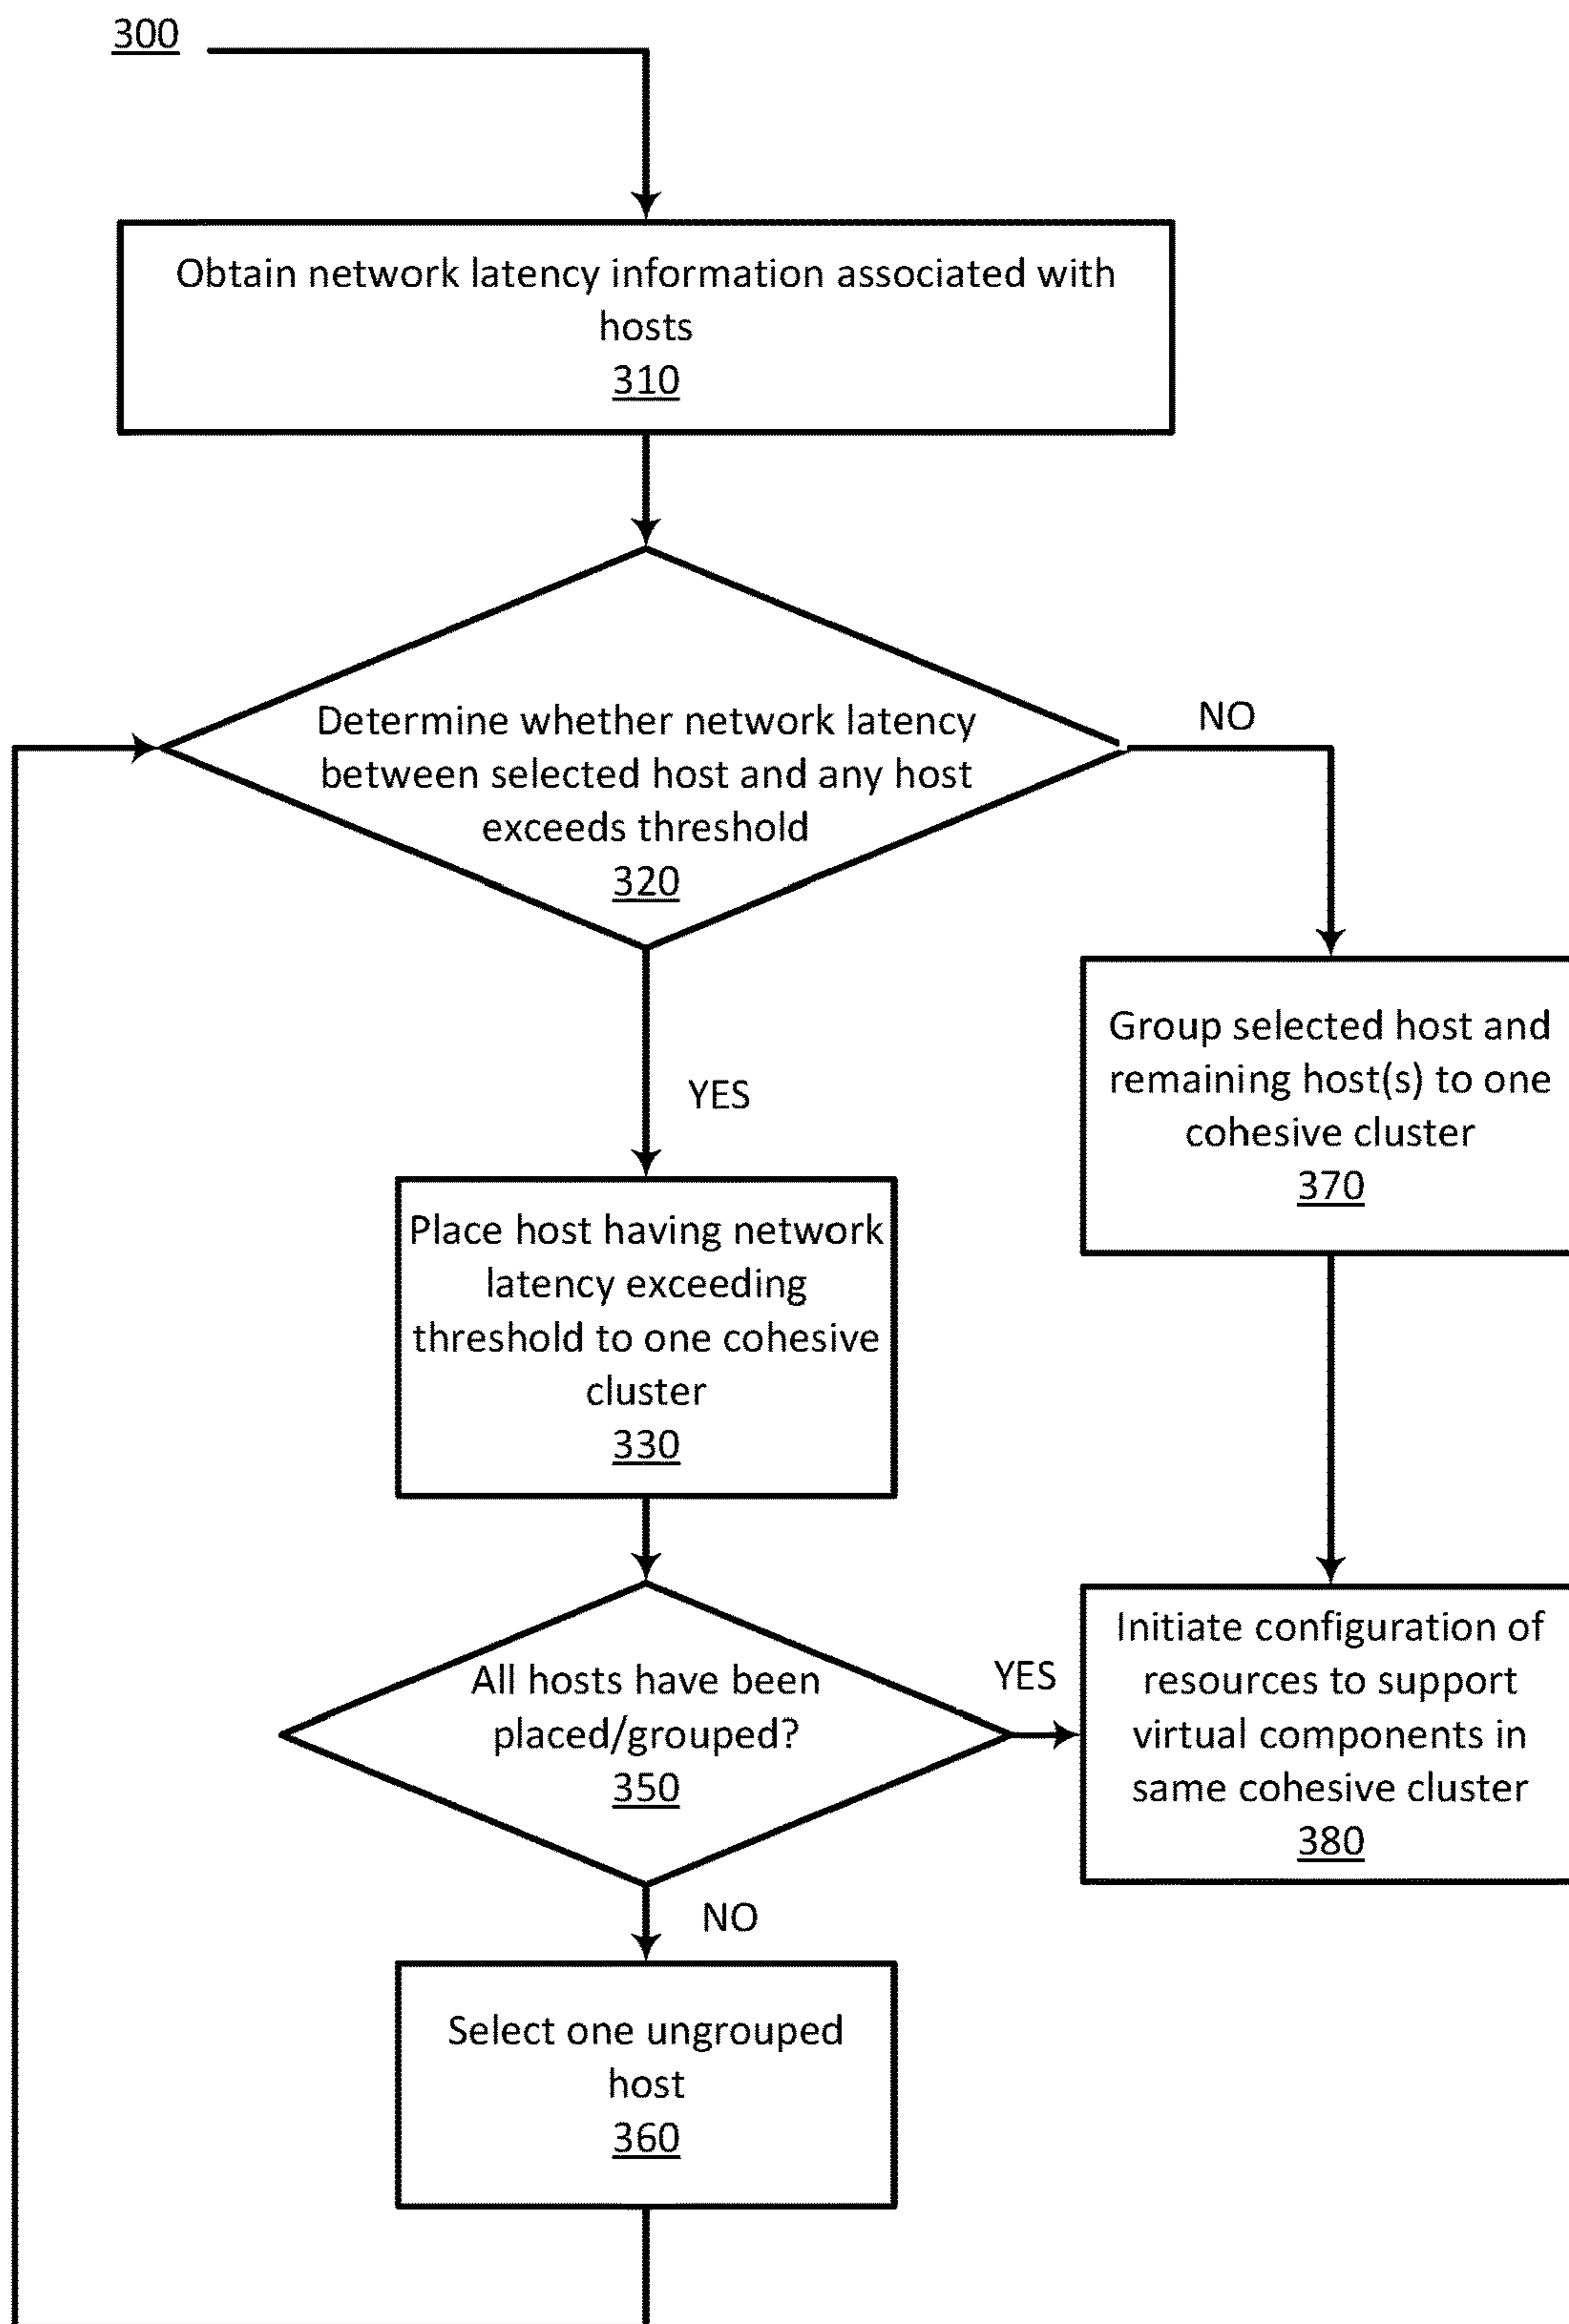 300
Obtain network latency information associated with
hosts
310
Determine whether network latency
between selected host and any host
exceeds threshold
320
NO
YES
Group selected host and
remaining host(s) to one
cohesive cluster
370
Place host having network
latency exceeding
threshold to one cohesive
cluster
330
All hosts have been
placed/grouped?
350
YES
Initiate configuration of
resources to support
virtual components in
same cohesive cluster
380
NO
Select one ungrouped
host
360